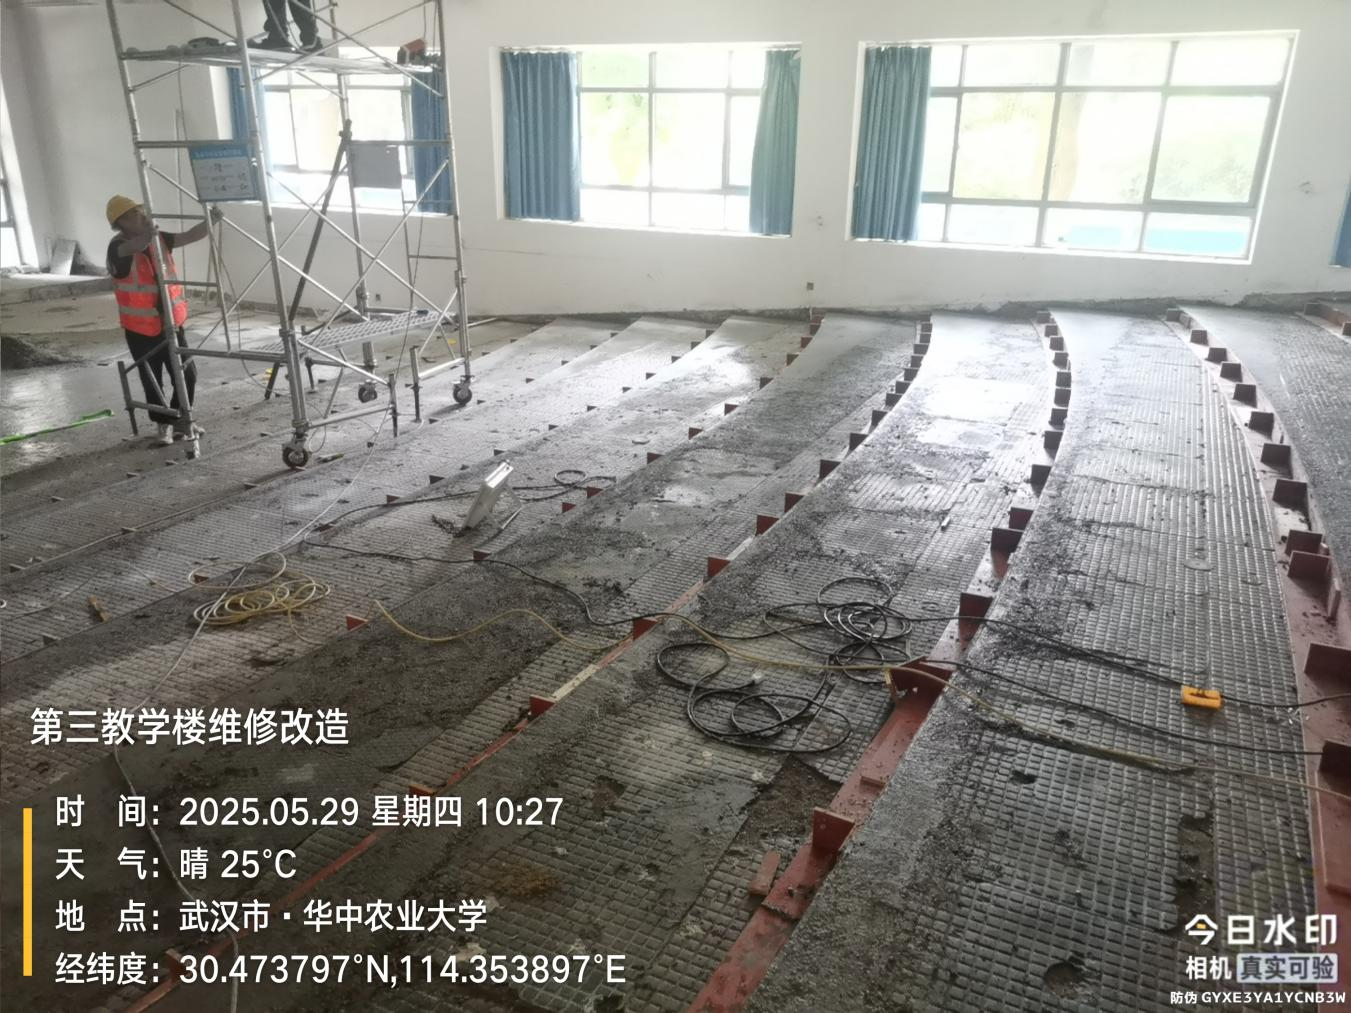 第三教学楼维修改造
时 间：2025.05.29 星期四 10:27
天 气：晴 25°C
地 点：武汉市·华中农业大学
经纬度：30.473797°N,114.353897°E
今日水印
相机 真实可验
防伪 GYXE3YA1YCNB3W